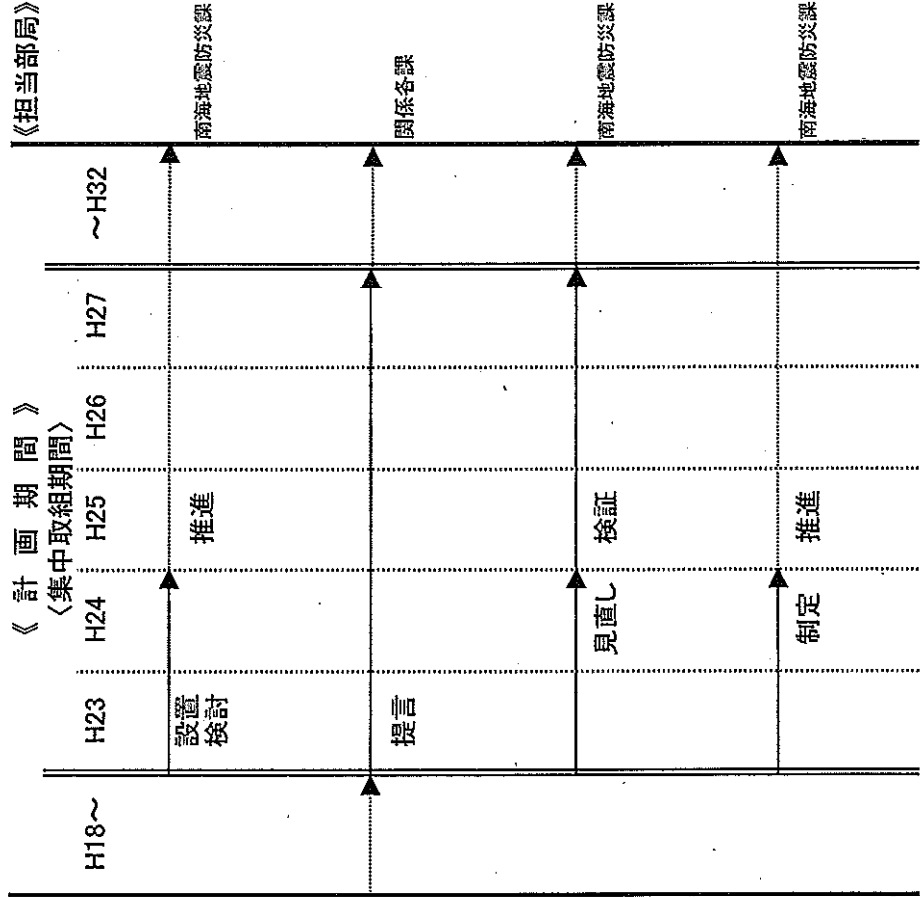 《 計 画 期 間 》
〈集中取組期間〉
《担当部局》
H18～
H23
H24
H25
H26
H27
～H32
設置
検討
推進
南海地震防災課
提言
関係各課
見直し
検証
南海地震防災課
制定
推進
南海地震防災課